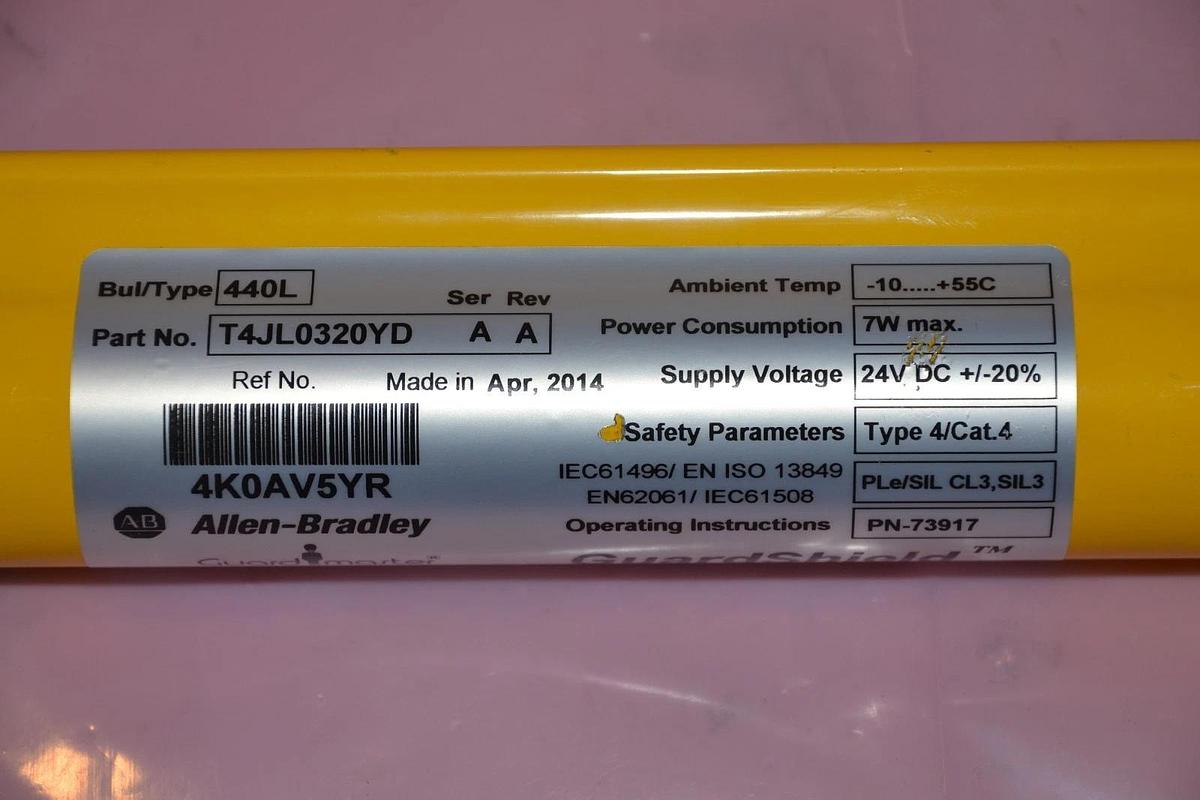 Bul/Type 440L
Ser Rev
Part No. T4JL0320YD A A
Ref No. Made in Apr, 2014
4K0AV5YR
AB Allen-Bradley
Guardmaster®
Ambient Temp -10.....+55C
Power Consumption 7W max.
Supply Voltage 24V DC +/-20%
Safety Parameters Type 4/Cat.4
IEC61496/ EN ISO 13849
EN62061/ IEC61508
PLe/SIL CL3,SIL3
Operating Instructions PN-73917
GuardShield™